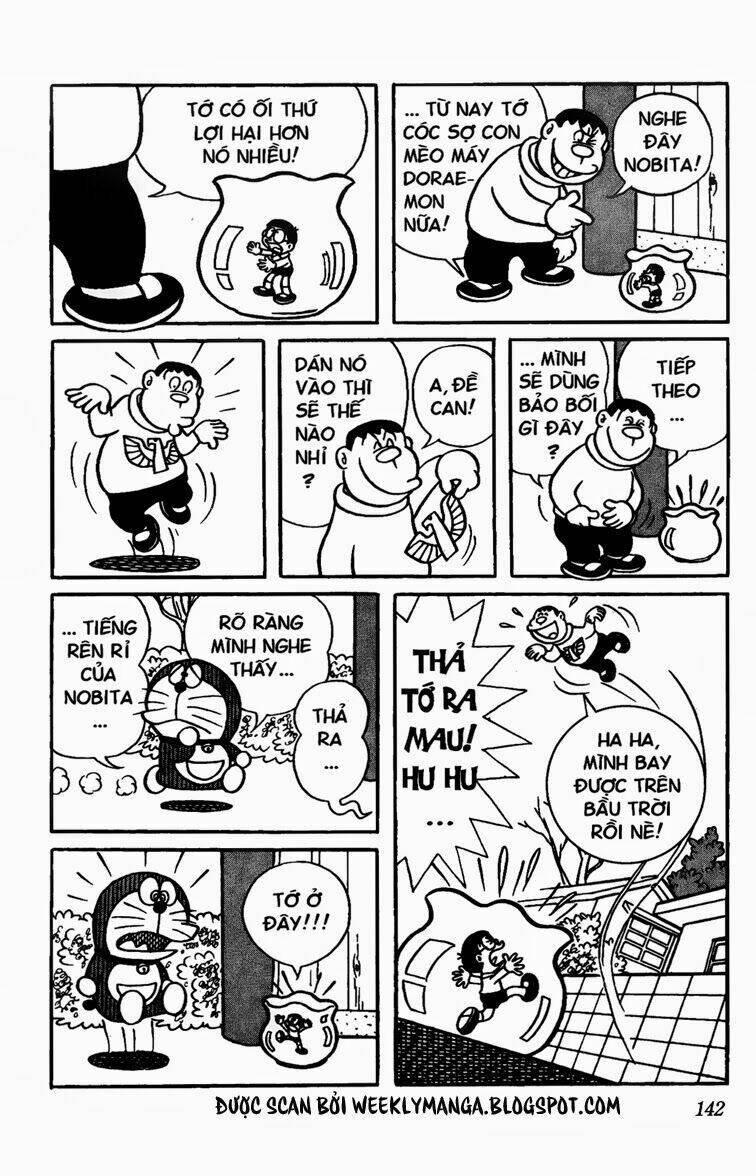 NGHE
ĐÂY
NOBITA!
... TỪ NAY TỚ
CÓC SỢ CON
MÈO MÁY
DORAE-
MON
NỮA!
TỚ CÓ ỐI THỨ
LỢI HẠI HƠN
NÓ NHIỀU!
TIẾP
THEO
...
... MÌNH
SẼ DÙNG
BẢO BỐI
GÌ ĐÂY
?
A, ĐỀ
CAN!
DÁN NÓ
VÀO THÌ
SẼ THẾ
NÀO
NHỈ
?
HA HA,
MÌNH BAY
ĐƯỢC TRÊN
BẦU TRỜI
RỒI NÈ!
THẢ
TỚ RA
MAU!
HU HU
...
THẢ
RA
...
RÕ RÀNG
MÌNH NGHE
THẤY...
... TIẾNG
RÊN RỈ
CỦA
NOBITA
...
TỚ Ở
ĐÂY!!!
ĐƯỢC SCAN BỞI WEEKLYMANGA.BLOGSPOT.COM
142